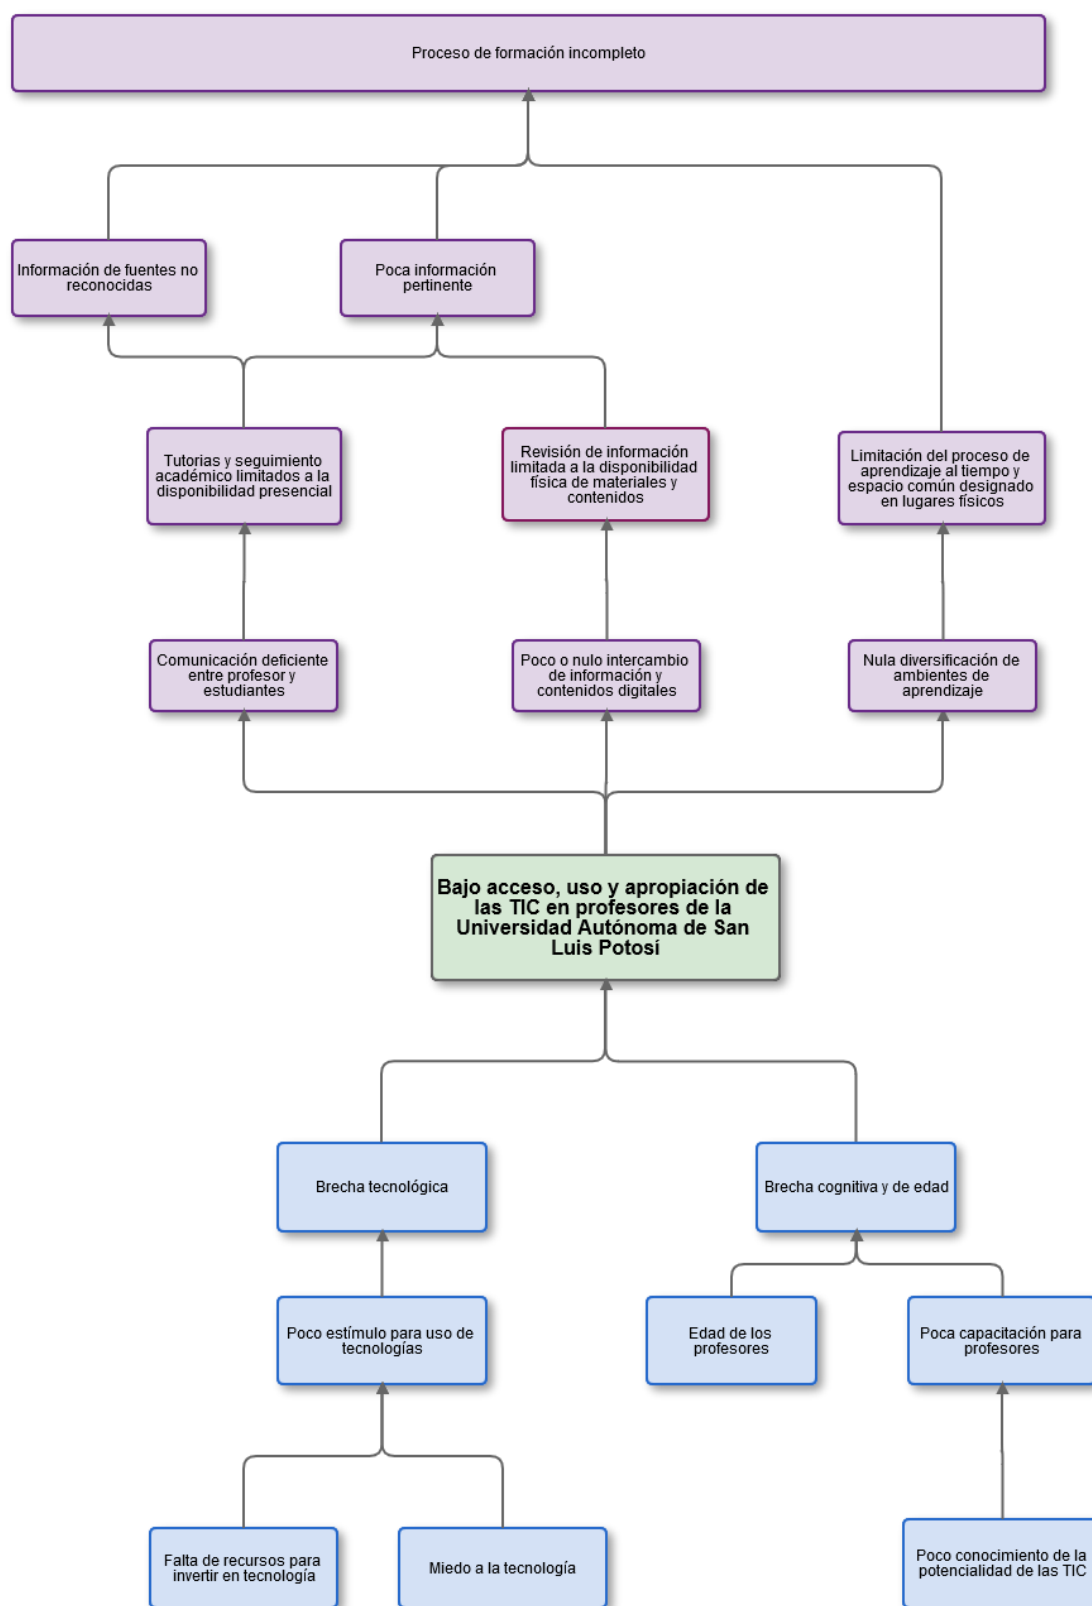 Proceso de formación incompleto
Información de fuentes no
reconocidas
Poca información
pertinente
Tutorias y seguimiento
académico limitados a la
disponibilidad presencial
Revisión de información
limitada a la disponibilidad
física de materiales y
contenidos
Limitación del proceso de
aprendizaje al tiempo y
espacio común designado
en lugares físicos
Comunicación deficiente
entre profesor y
estudiantes
Poco o nulo intercambio
de información y
contenidos digitales
Nula diversificación de
ambientes de
aprendizaje
Bajo acceso, uso y apropiación de
las TIC en profesores de la
Universidad Autónoma de San
Luis Potosí
Brecha tecnológica
Brecha cognitiva y de edad
Poco estímulo para uso de
tecnologías
Edad de los
profesores
Poca capacitación para
profesores
Falta de recursos para
invertir en tecnología
Miedo a la tecnología
Poco conocimiento de la
potencialidad de las TIC